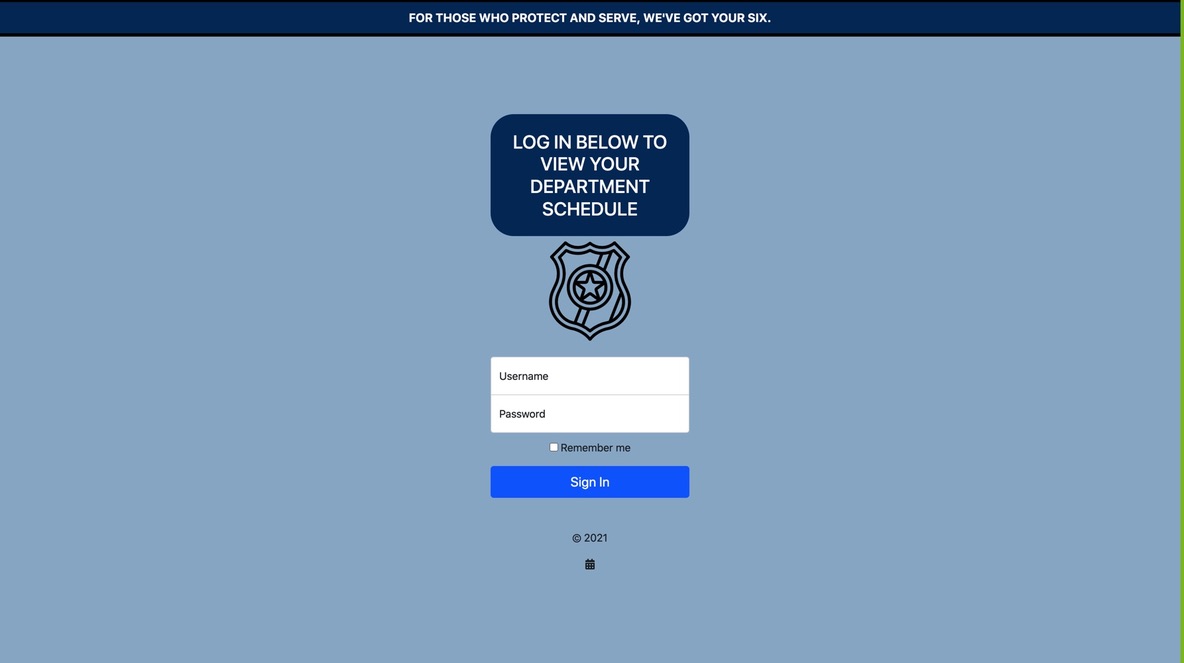 FOR THOSE WHO PROTECT AND SERVE, WE'VE GOT YOUR SIX.
LOG IN BELOW TO
VIEW YOUR
DEPARTMENT
SCHEDULE
Username
Password
Remember me
Sign In
© 2021